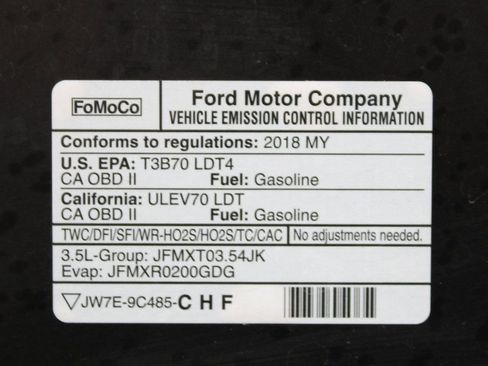 FoMoCo
Ford Motor Company
VEHICLE EMISSION CONTROL INFORMATION
Conforms to regulations: 2018 MY
U.S. EPA: T3B70 LDT4
CA OBD II Fuel: Gasoline
California: ULEV70 LDT
CA OBD II Fuel: Gasoline
TWC/DFI/SFI/WR-HO2S/HO2S/TC/CAC No adjustments needed.
3.5L-Group: JFMXT03.54JK
Evap: JFMXR0200GDG
▽JW7E-9C485-C H F